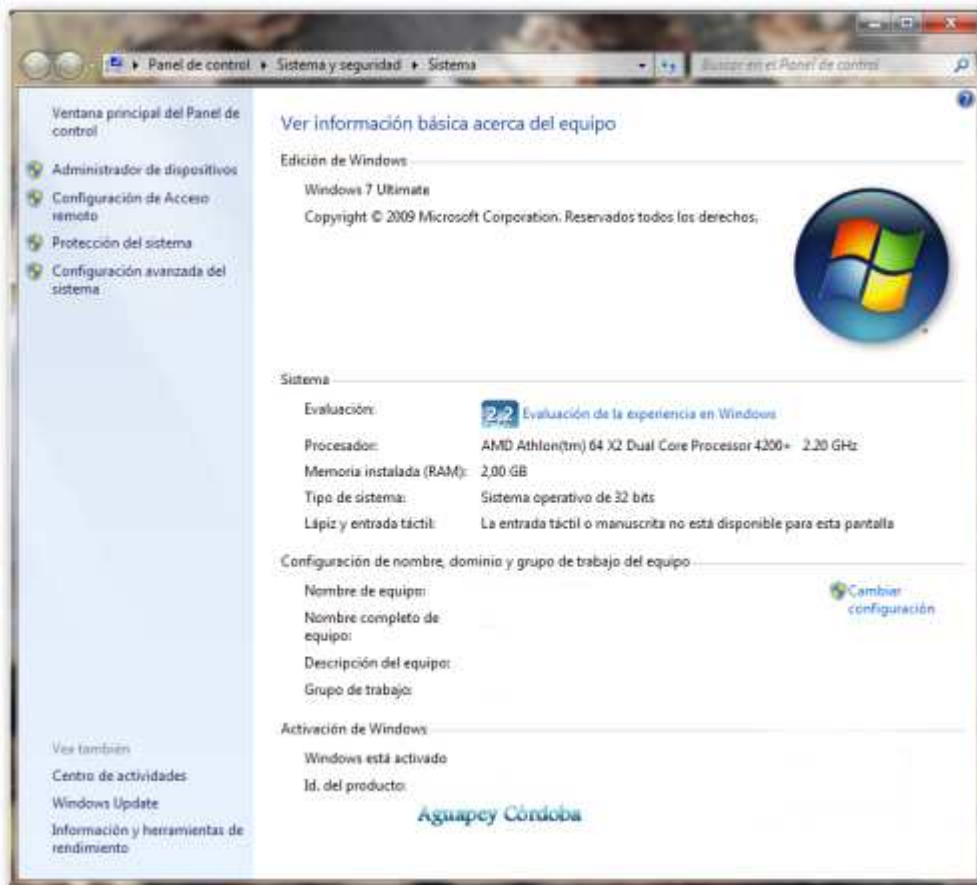 Panel de control ▸ Sistema y seguridad ▸ Sistema
Buscar en el Panel de control
Ventana principal del Panel de
control
Administrador de dispositivos
Configuración de Acceso
remoto
Protección del sistema
Configuración avanzada del
sistema
Ver también
Centro de actividades
Windows Update
Información y herramientas de
rendimiento
Ver información básica acerca del equipo
Edición de Windows
Windows 7 Ultimate
Copyright © 2009 Microsoft Corporation. Reservados todos los derechos.
Sistema
Evaluación: 2,2 Evaluación de la experiencia en Windows
Procesador: AMD Athlon(tm) 64 X2 Dual Core Processor 4200+ 2.20 GHz
Memoria instalada (RAM): 2,00 GB
Tipo de sistema: Sistema operativo de 32 bits
Lápiz y entrada táctil: La entrada táctil o manuscrita no está disponible para esta pantalla
Configuración de nombre, dominio y grupo de trabajo del equipo
Nombre de equipo:
Cambiar
configuración
Nombre completo de
equipo:
Descripción del equipo:
Grupo de trabajo:
Activación de Windows
Windows está activado
Id. del producto:
Aguapey Córdoba